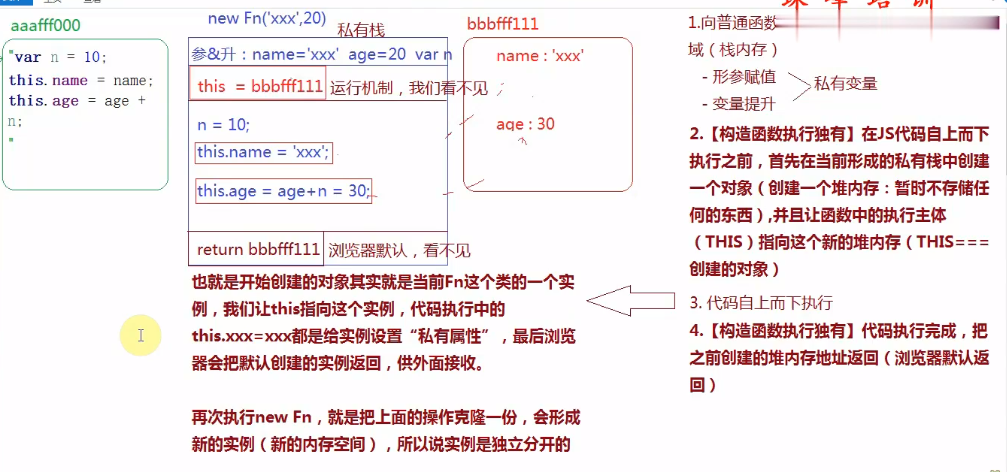 aaafff000
"var n = 10;
this.name = name;
this.age = age +
n;
"
new Fn('xxx',20)
私有栈
参&升：name='xxx' age=20 var n
this = bbbfff111
运行机制，我们看不见
n = 10;
this.name = 'xxx';
this.age = age+n = 30;
return bbbfff111
浏览器默认，看不见
bbbfff111
name : 'xxx'
age : 30
也就是开始创建的对象其实就是当前Fn这个类的一个实
例，我们让this指向这个实例，代码执行中的
this.xxx=xxx都是给实例设置“私有属性”，最后浏览
器会把默认创建的实例返回，供外面接收。
再次执行new Fn，就是把上面的操作克隆一份，会形成
新的实例（新的内存空间），所以说实例是独立分开的
培训
1.向普通函数
域（栈内存）
- 形参赋值
- 变量提升
私有变量
2.【构造函数执行独有】在JS代码自上而下
执行之前，首先在当前形成的私有栈中创建
一个对象（创建一个堆内存：暂时不存储任
何的东西）,并且让函数中的执行主体
（THIS）指向这个新的堆内存（THIS===
创建的对象）
3. 代码自上而下执行
4.【构造函数执行独有】代码执行完成，把
之前创建的堆内存地址返回（浏览器默认返
回）